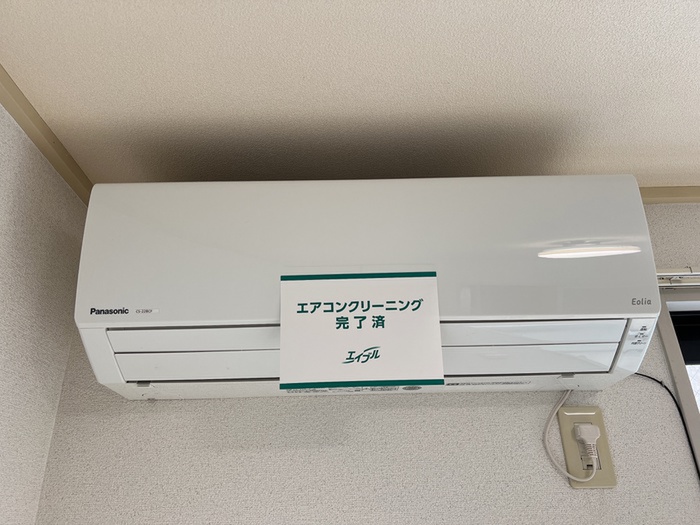 エアコンクリーニング
完了済
エイブル
Panasonic
Eolia